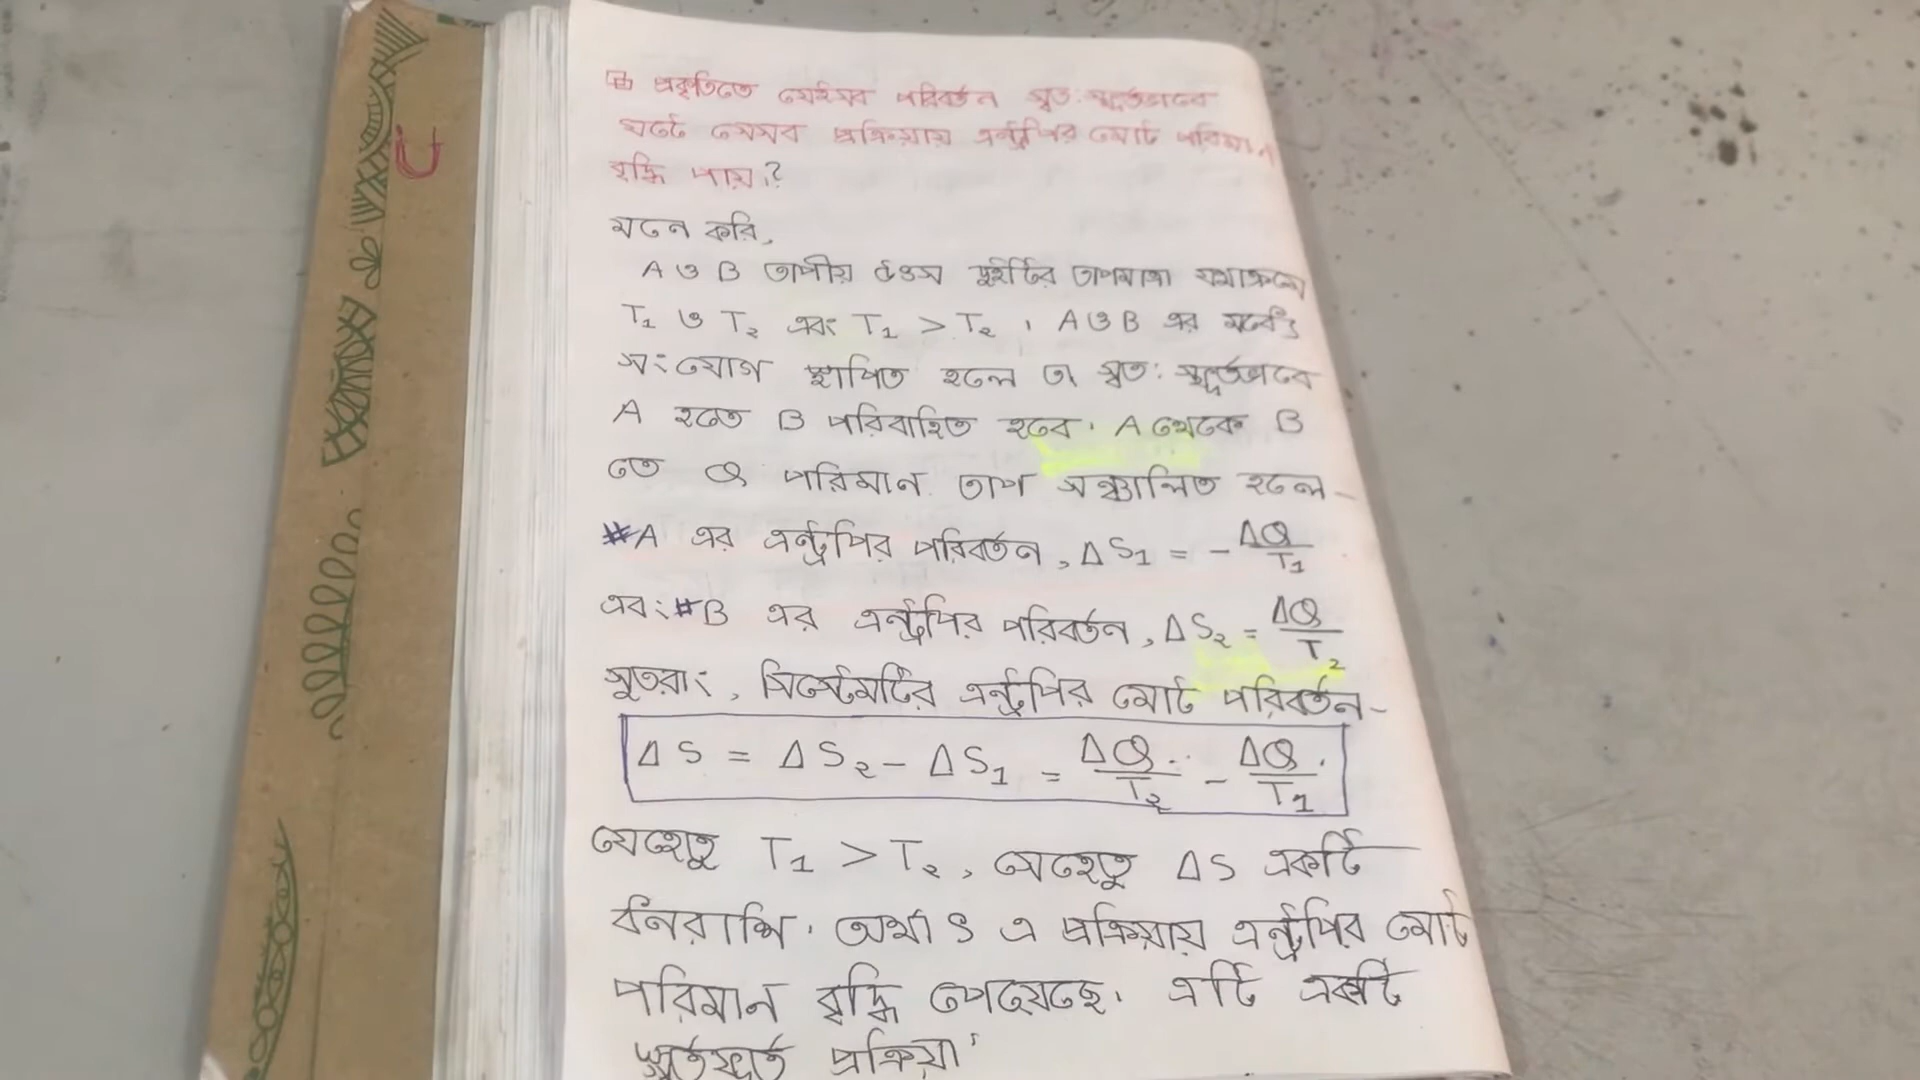 প্রকৃতিতে যেইসব পরিবর্তন স্বতঃস্ফূর্তভাবে
ঘটে সেসব প্রক্রিয়ায় এন্ট্রপির মোট পরিমান
বৃদ্ধি পায়?
মনে করি,
A ও B তাপীয় উৎস দুইটির তাপমাত্রা যথাক্রমে
T₁ ও T₂ এবং T₁ > T₂ । A ও B এর মধ্যে
সংযোগ স্থাপিত হলে তা স্বতঃস্ফূর্তভাবে
A হতে B পরিবাহিত হবে। A থেকে B
তে Q পরিমান তাপ সঞ্চালিত হলে-
#A এর এন্ট্রপির পরিবর্তন, ΔS₁ = - ΔQ/T₁
এবং #B এর এন্ট্রপির পরিবর্তন, ΔS₂ = ΔQ/T₂
সুতরাং, সিস্টেমটির এন্ট্রপির মোট পরিবর্তন-
ΔS = ΔS₂ - ΔS₁ = ΔQ/T₂ - ΔQ/T₁
যেহেতু T₁ > T₂, সেহেতু ΔS একটি
ধনরাশি। অর্থাৎ এ প্রক্রিয়ায় এন্ট্রপির মোট
পরিমান বৃদ্ধি পেয়েছে। এটি একটি
প্রক্রিয়া।